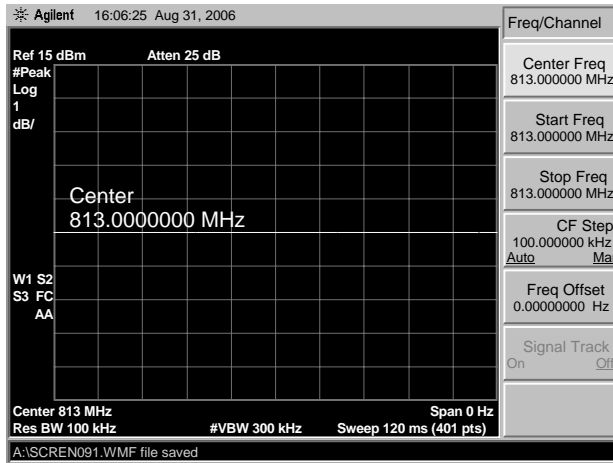 Agilent 16:06:25 Aug 31, 2006
Freq/Channel
Ref 15 dBm Atten 25 dB
#Peak
Log
1
dB/
Center
813.0000000 MHz
W1 S2
S3 FC
AA
Center 813 MHz Span 0 Hz
Res BW 100 kHz #VBW 300 kHz Sweep 120 ms (401 pts)
A:\SCREN091.WMF file saved
Center Freq
813.000000 MHz
Start Freq
813.000000 MHz
Stop Freq
813.000000 MHz
CF Step
100.000000 kHz
Auto Ma
Freq Offset
0.00000000 Hz
Signal Track
On Off